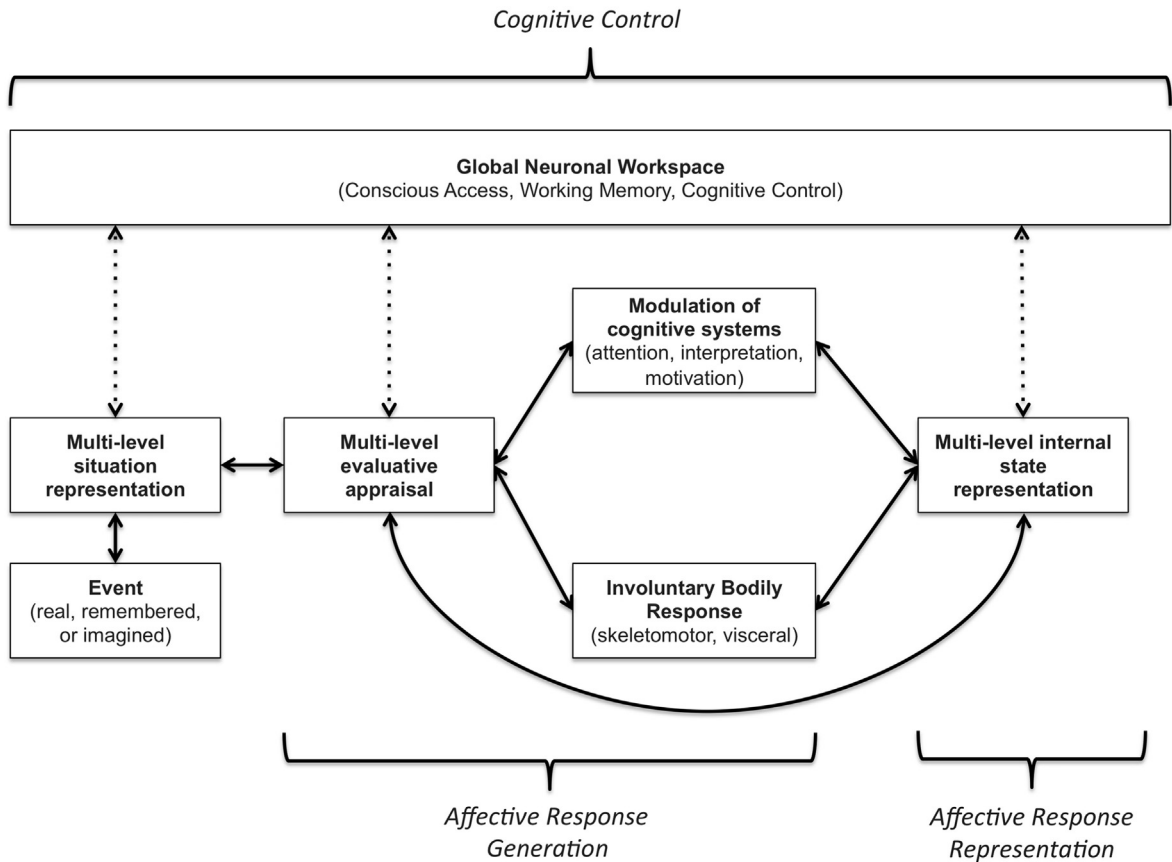 Cognitive Control
Global Neuronal Workspace
(Conscious Access, Working Memory, Cognitive Control)
Modulation of
cognitive systems
(attention, interpretation,
motivation)
Multi-level
situation
representation
Multi-level
evaluative
appraisal
Multi-level internal
state
representation
Event
(real, remembered,
or imagined)
Involuntary Bodily
Response
(skeletomotor, visceral)
Affective Response
Generation
Affective Response
Representation